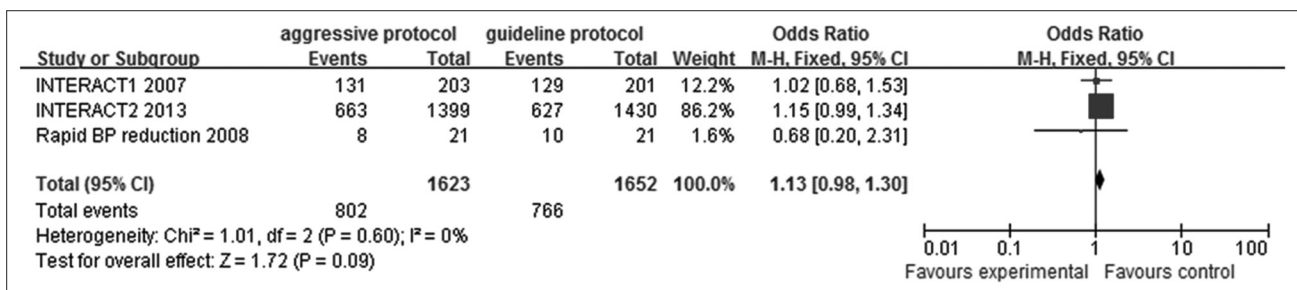 aggressive protocol guideline protocol Odds Ratio Odds Ratio
Study or Subgroup Events Total Events Total Weight M-H, Fixed, 95% CI M-H, Fixed, 95% CI
INTERACT1 2007 131 203 129 201 12.2% 1.02 [0.68, 1.53]
INTERACT2 2013 663 1399 627 1430 86.2% 1.15 [0.99, 1.34]
Rapid BP reduction 2008 8 21 10 21 1.6% 0.68 [0.20, 2.31]
Total (95% CI) 1623 1652 100.0% 1.13 [0.98, 1.30]
Total events 802 766
Heterogeneity: Chi² = 1.01, df = 2 (P = 0.60); I² = 0%
Test for overall effect: Z = 1.72 (P = 0.09)
0.01 0.1 1 10 100
Favours experimental Favours control